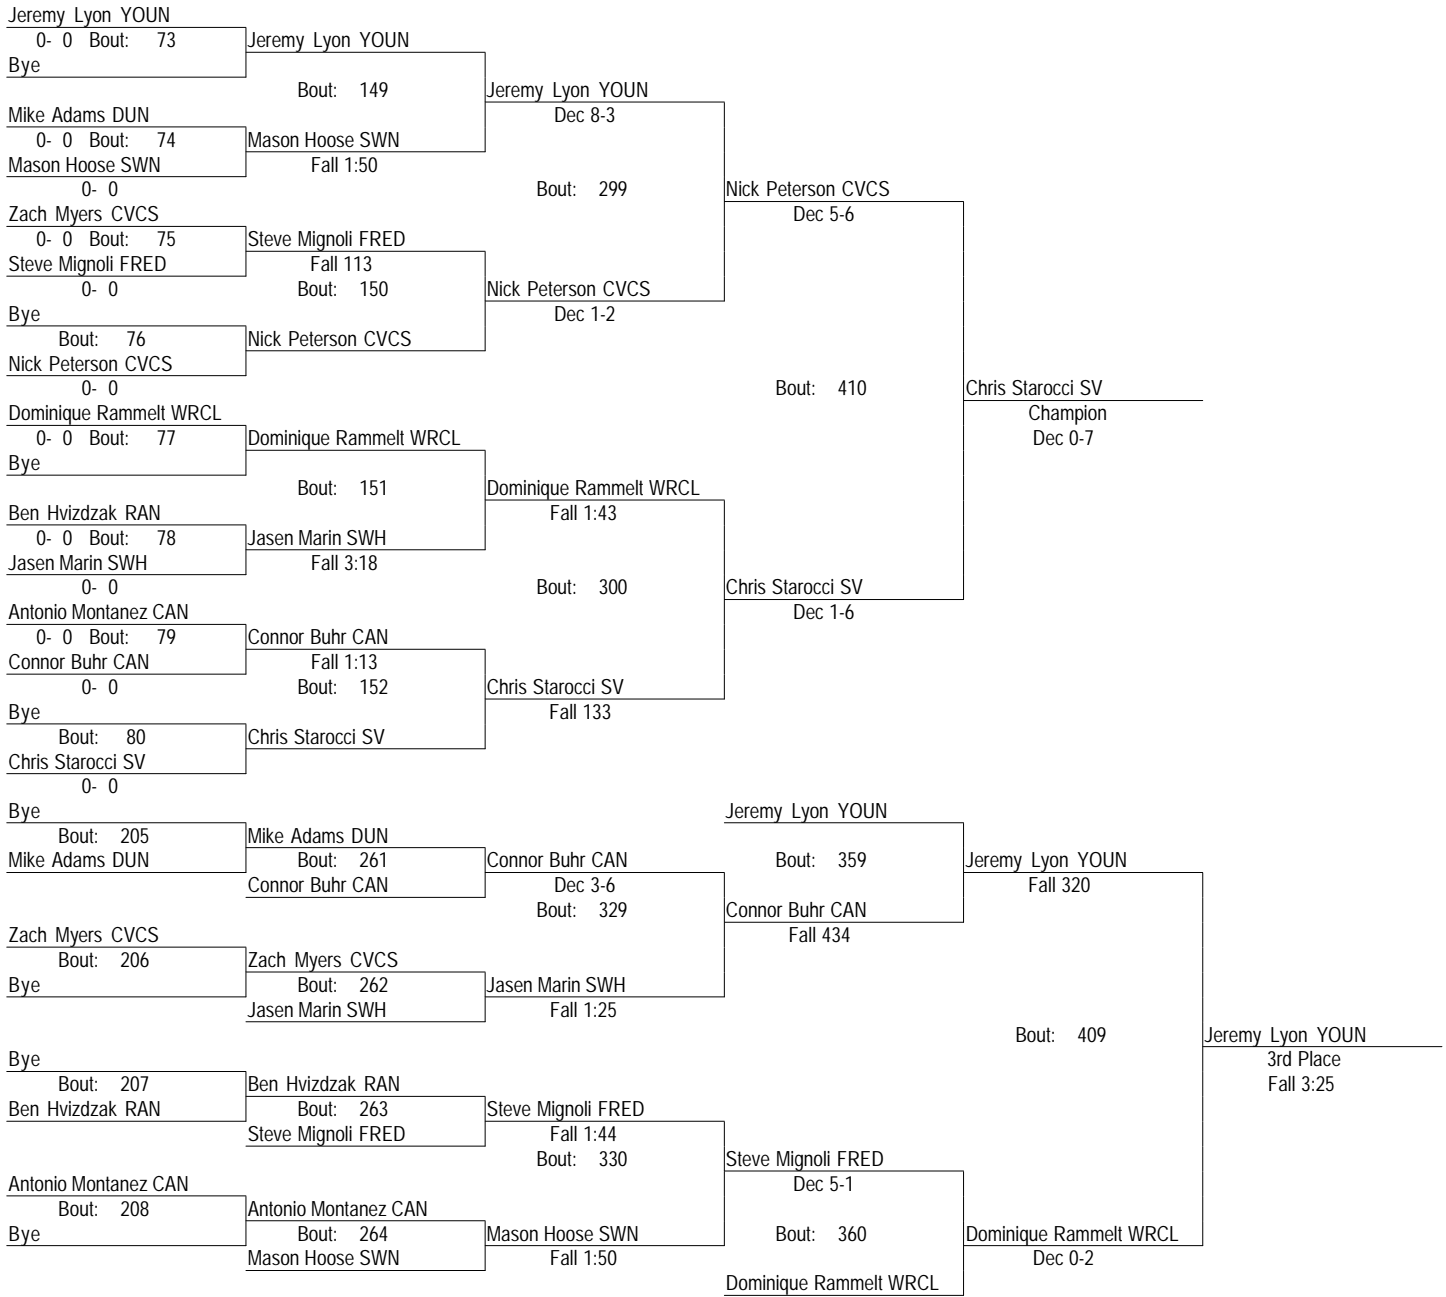 Jeremy Lyon YOUN
0- 0 Bout: 73
Jeremy Lyon YOUN
Bye
Bout: 149
Jeremy Lyon YOUN
Mike Adams DUN
Dec 8-3
0- 0 Bout: 74
Mason Hoose SWN
Mason Hoose SWN
Fall 1:50
0- 0
Bout: 299
Nick Peterson CVCS
Zach Myers CVCS
Dec 5-6
0- 0 Bout: 75
Steve Mignoli FRED
Steve Mignoli FRED
Fall 113
0- 0
Bout: 150
Nick Peterson CVCS
Bye
Dec 1-2
Bout: 76
Nick Peterson CVCS
Nick Peterson CVCS
0- 0
Bout: 410
Chris Starocci SV
Dominique Rammelt WRCL
Champion
0- 0 Bout: 77
Dominique Rammelt WRCL
Dec 0-7
Bye
Bout: 151
Dominique Rammelt WRCL
Ben Hvizdzak RAN
Fall 1:43
0- 0 Bout: 78
Jasen Marin SWH
Jasen Marin SWH
Fall 3:18
0- 0
Bout: 300
Chris Starocci SV
Antonio Montanez CAN
Dec 1-6
0- 0 Bout: 79
Connor Buhr CAN
Connor Buhr CAN
Fall 1:13
0- 0
Bout: 152
Chris Starocci SV
Bye
Fall 133
Bout: 80
Chris Starocci SV
Chris Starocci SV
0- 0
Bye
Jeremy Lyon YOUN
Bout: 205
Mike Adams DUN
Mike Adams DUN
Bout: 261
Connor Buhr CAN
Bout: 359
Jeremy Lyon YOUN
Connor Buhr CAN
Dec 3-6
Fall 320
Bout: 329
Connor Buhr CAN
Zach Myers CVCS
Fall 434
Bout: 206
Zach Myers CVCS
Bye
Bout: 262
Jasen Marin SWH
Jasen Marin SWH
Fall 1:25
Bout: 409
Jeremy Lyon YOUN
Bye
3rd Place
Bout: 207
Ben Hvizdzak RAN
Fall 3:25
Ben Hvizdzak RAN
Bout: 263
Steve Mignoli FRED
Steve Mignoli FRED
Fall 1:44
Bout: 330
Steve Mignoli FRED
Antonio Montanez CAN
Dec 5-1
Bout: 208
Antonio Montanez CAN
Bye
Bout: 264
Mason Hoose SWN
Bout: 360
Dominique Rammelt WRCL
Mason Hoose SWN
Fall 1:50
Dec 0-2
Dominique Rammelt WRCL